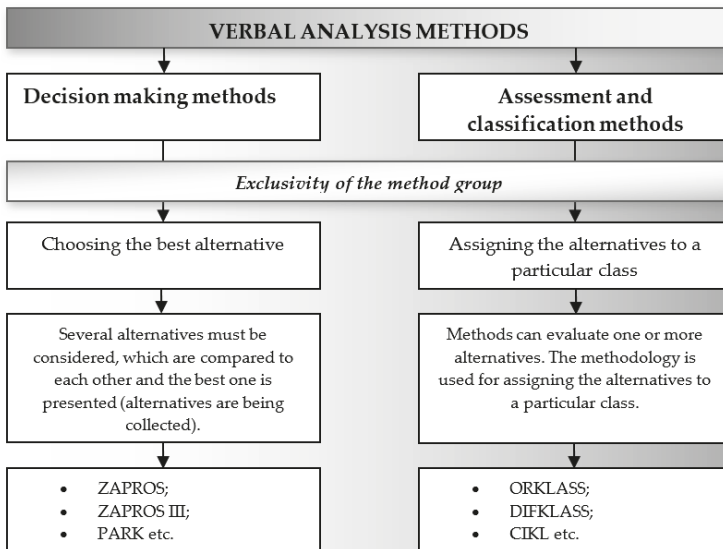 VERBAL ANALYSIS METHODS
Decision making methods
Assessment and
classification methods
Exclusivity of the method group
Choosing the best alternative
Assigning the alternatives to a
particular class
Several alternatives must be
considered, which are compared to
each other and the best one is
presented (alternatives are being
collected).
Methods can evaluate one or more
alternatives. The methodology is
used for assigning the alternatives to
a particular class.
• ZAPROS;
• ZAPROS III;
• PARK etc.
• ORKLASS;
• DIFKLASS;
• CIKL etc.